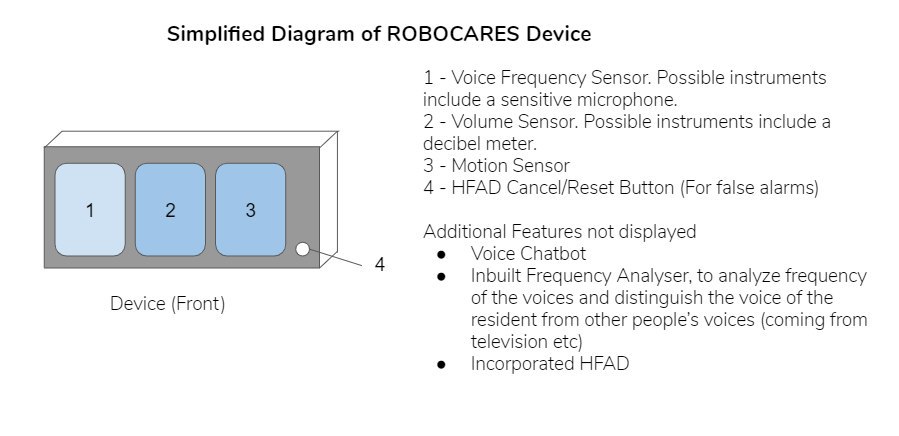 Simplified Diagram of ROBOCARES Device
1 - Voice Frequency Sensor. Possible instruments
include a sensitive microphone.
2 - Volume Sensor. Possible instruments include a
decibel meter.
3 - Motion Sensor
4 - HFAD Cancel/Reset Button (For false alarms)
1
2
3
4
Device (Front)
Additional Features not displayed
● Voice Chatbot
● Inbuilt Frequency Analyser, to analyze frequency
of the voices and distinguish the voice of the
resident from other people's voices (coming from
television etc)
● Incorporated HFAD